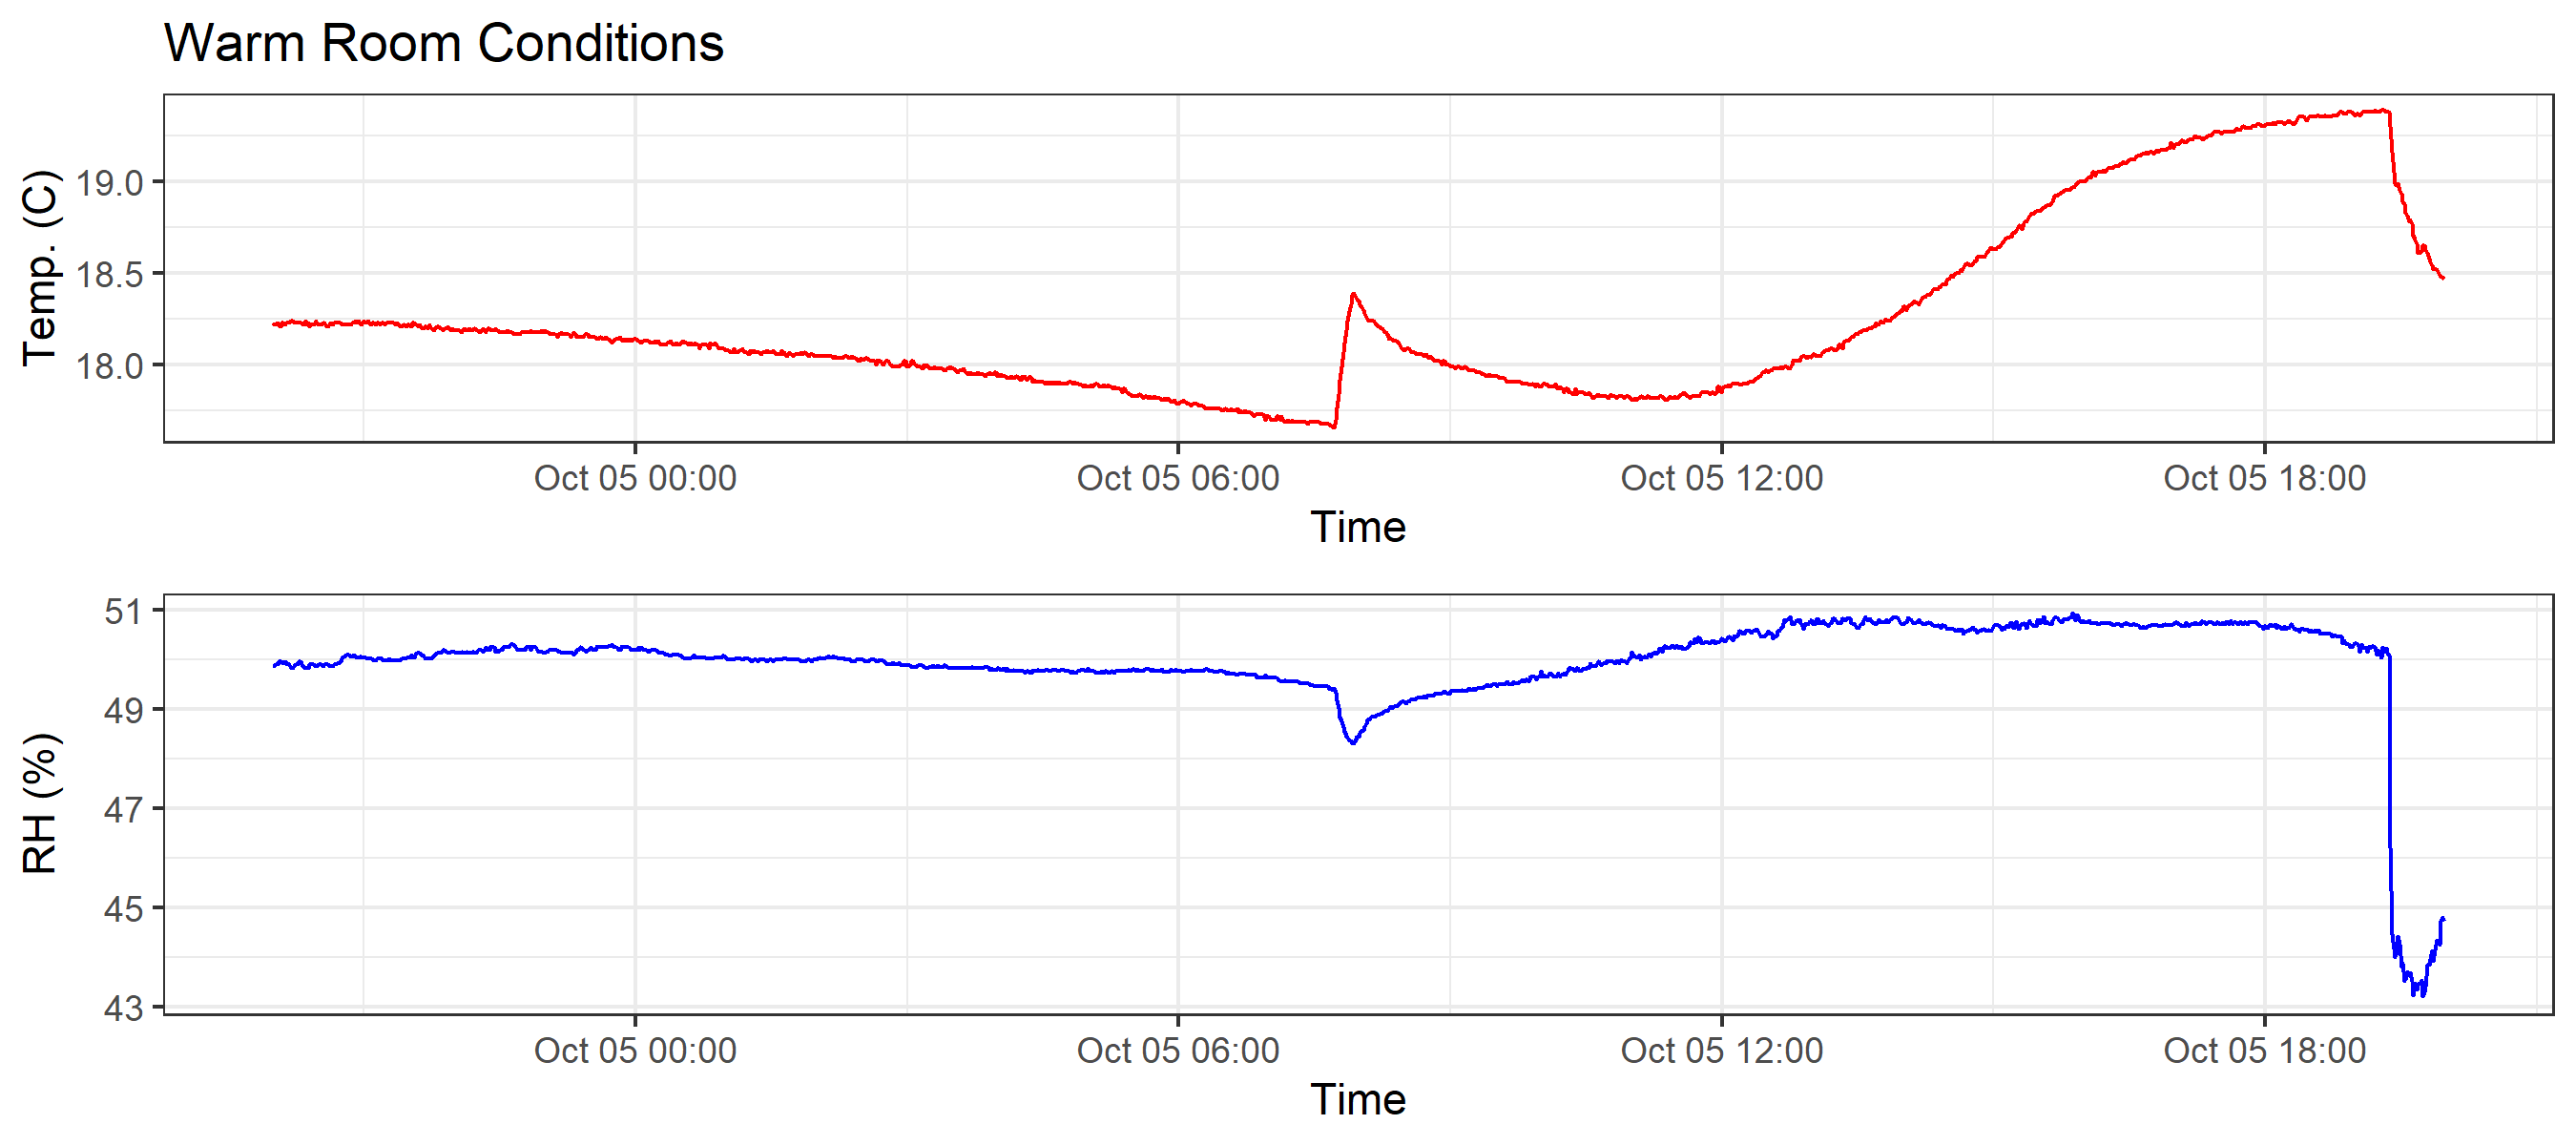 Warm Room Conditions
Temp. (C)
19.0
18.5
18.0
Oct 05 00:00 Oct 05 06:00 Oct 05 12:00 Oct 05 18:00
Time
RH (%)
51
49
47
45
43
Oct 05 00:00 Oct 05 06:00 Oct 05 12:00 Oct 05 18:00
Time